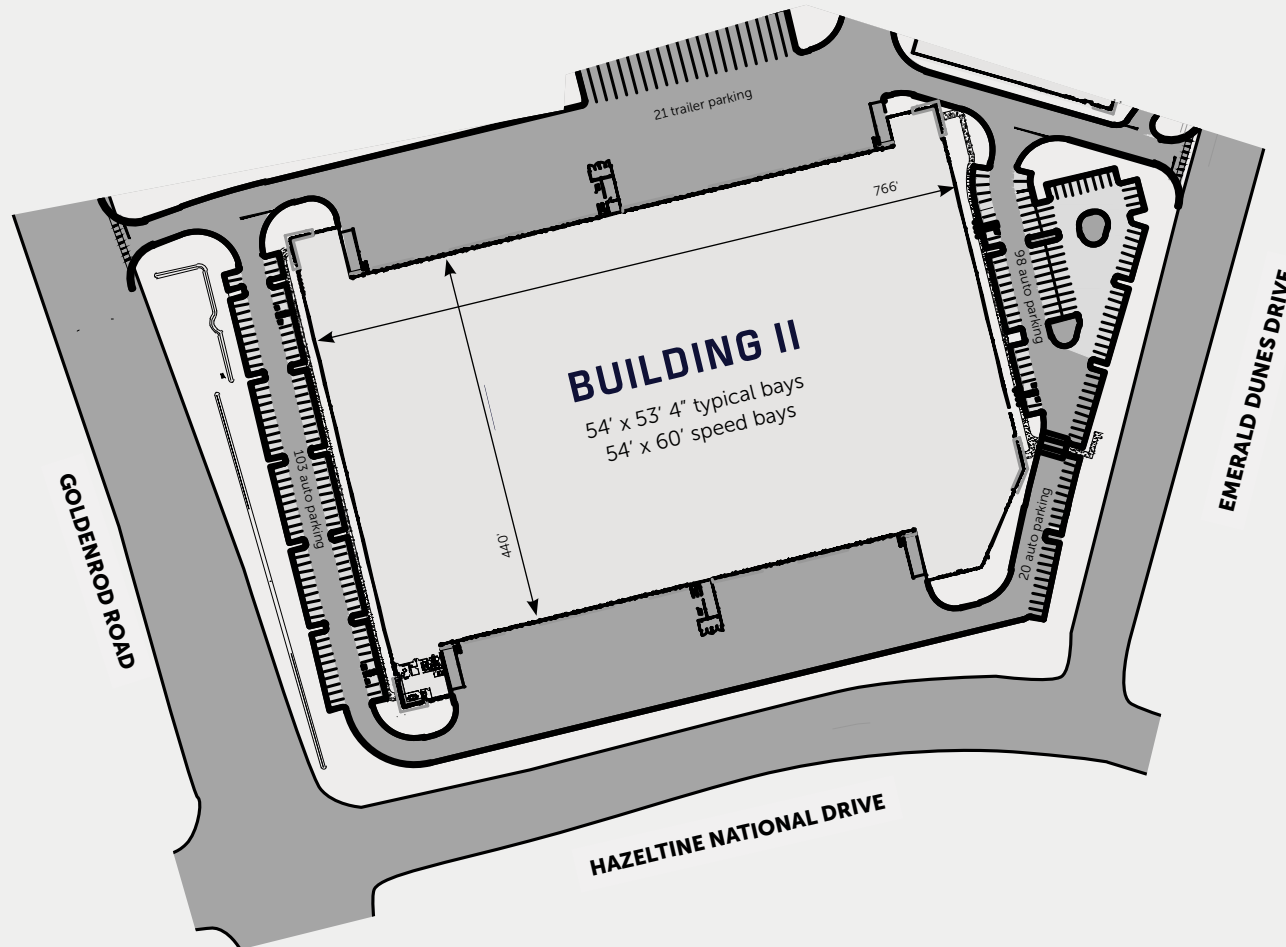 21 trailer parking
766'
98 auto parking
BUILDING II
54' x 53' 4" typical bays
54' x 60' speed bays
EMERALD DUNES DRIVE
103 auto parking
440'
20 auto parking
GOLDENROD ROAD
HAZELTINE NATIONAL DRIVE